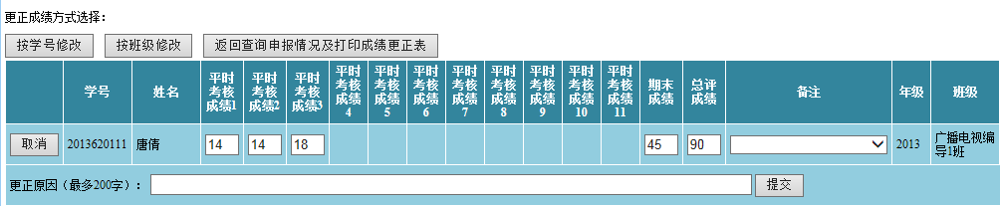 更正成绩方式选择：
按学号修改 按班级修改 返回查询申报情况及打印成绩更正表
学号 姓名 平时考核成绩1 平时考核成绩2 平时考核成绩3 平时考核成绩4 平时考核成绩5 平时考核成绩6 平时考核成绩7 平时考核成绩8 平时考核成绩9 平时考核成绩10 平时考核成绩11 期末成绩 总评成绩 备注 年级 班级
取消 2013620111 唐倩 14 14 18 45 90 2013 广播电视编导1班
更正原因（最多200字）： 提交